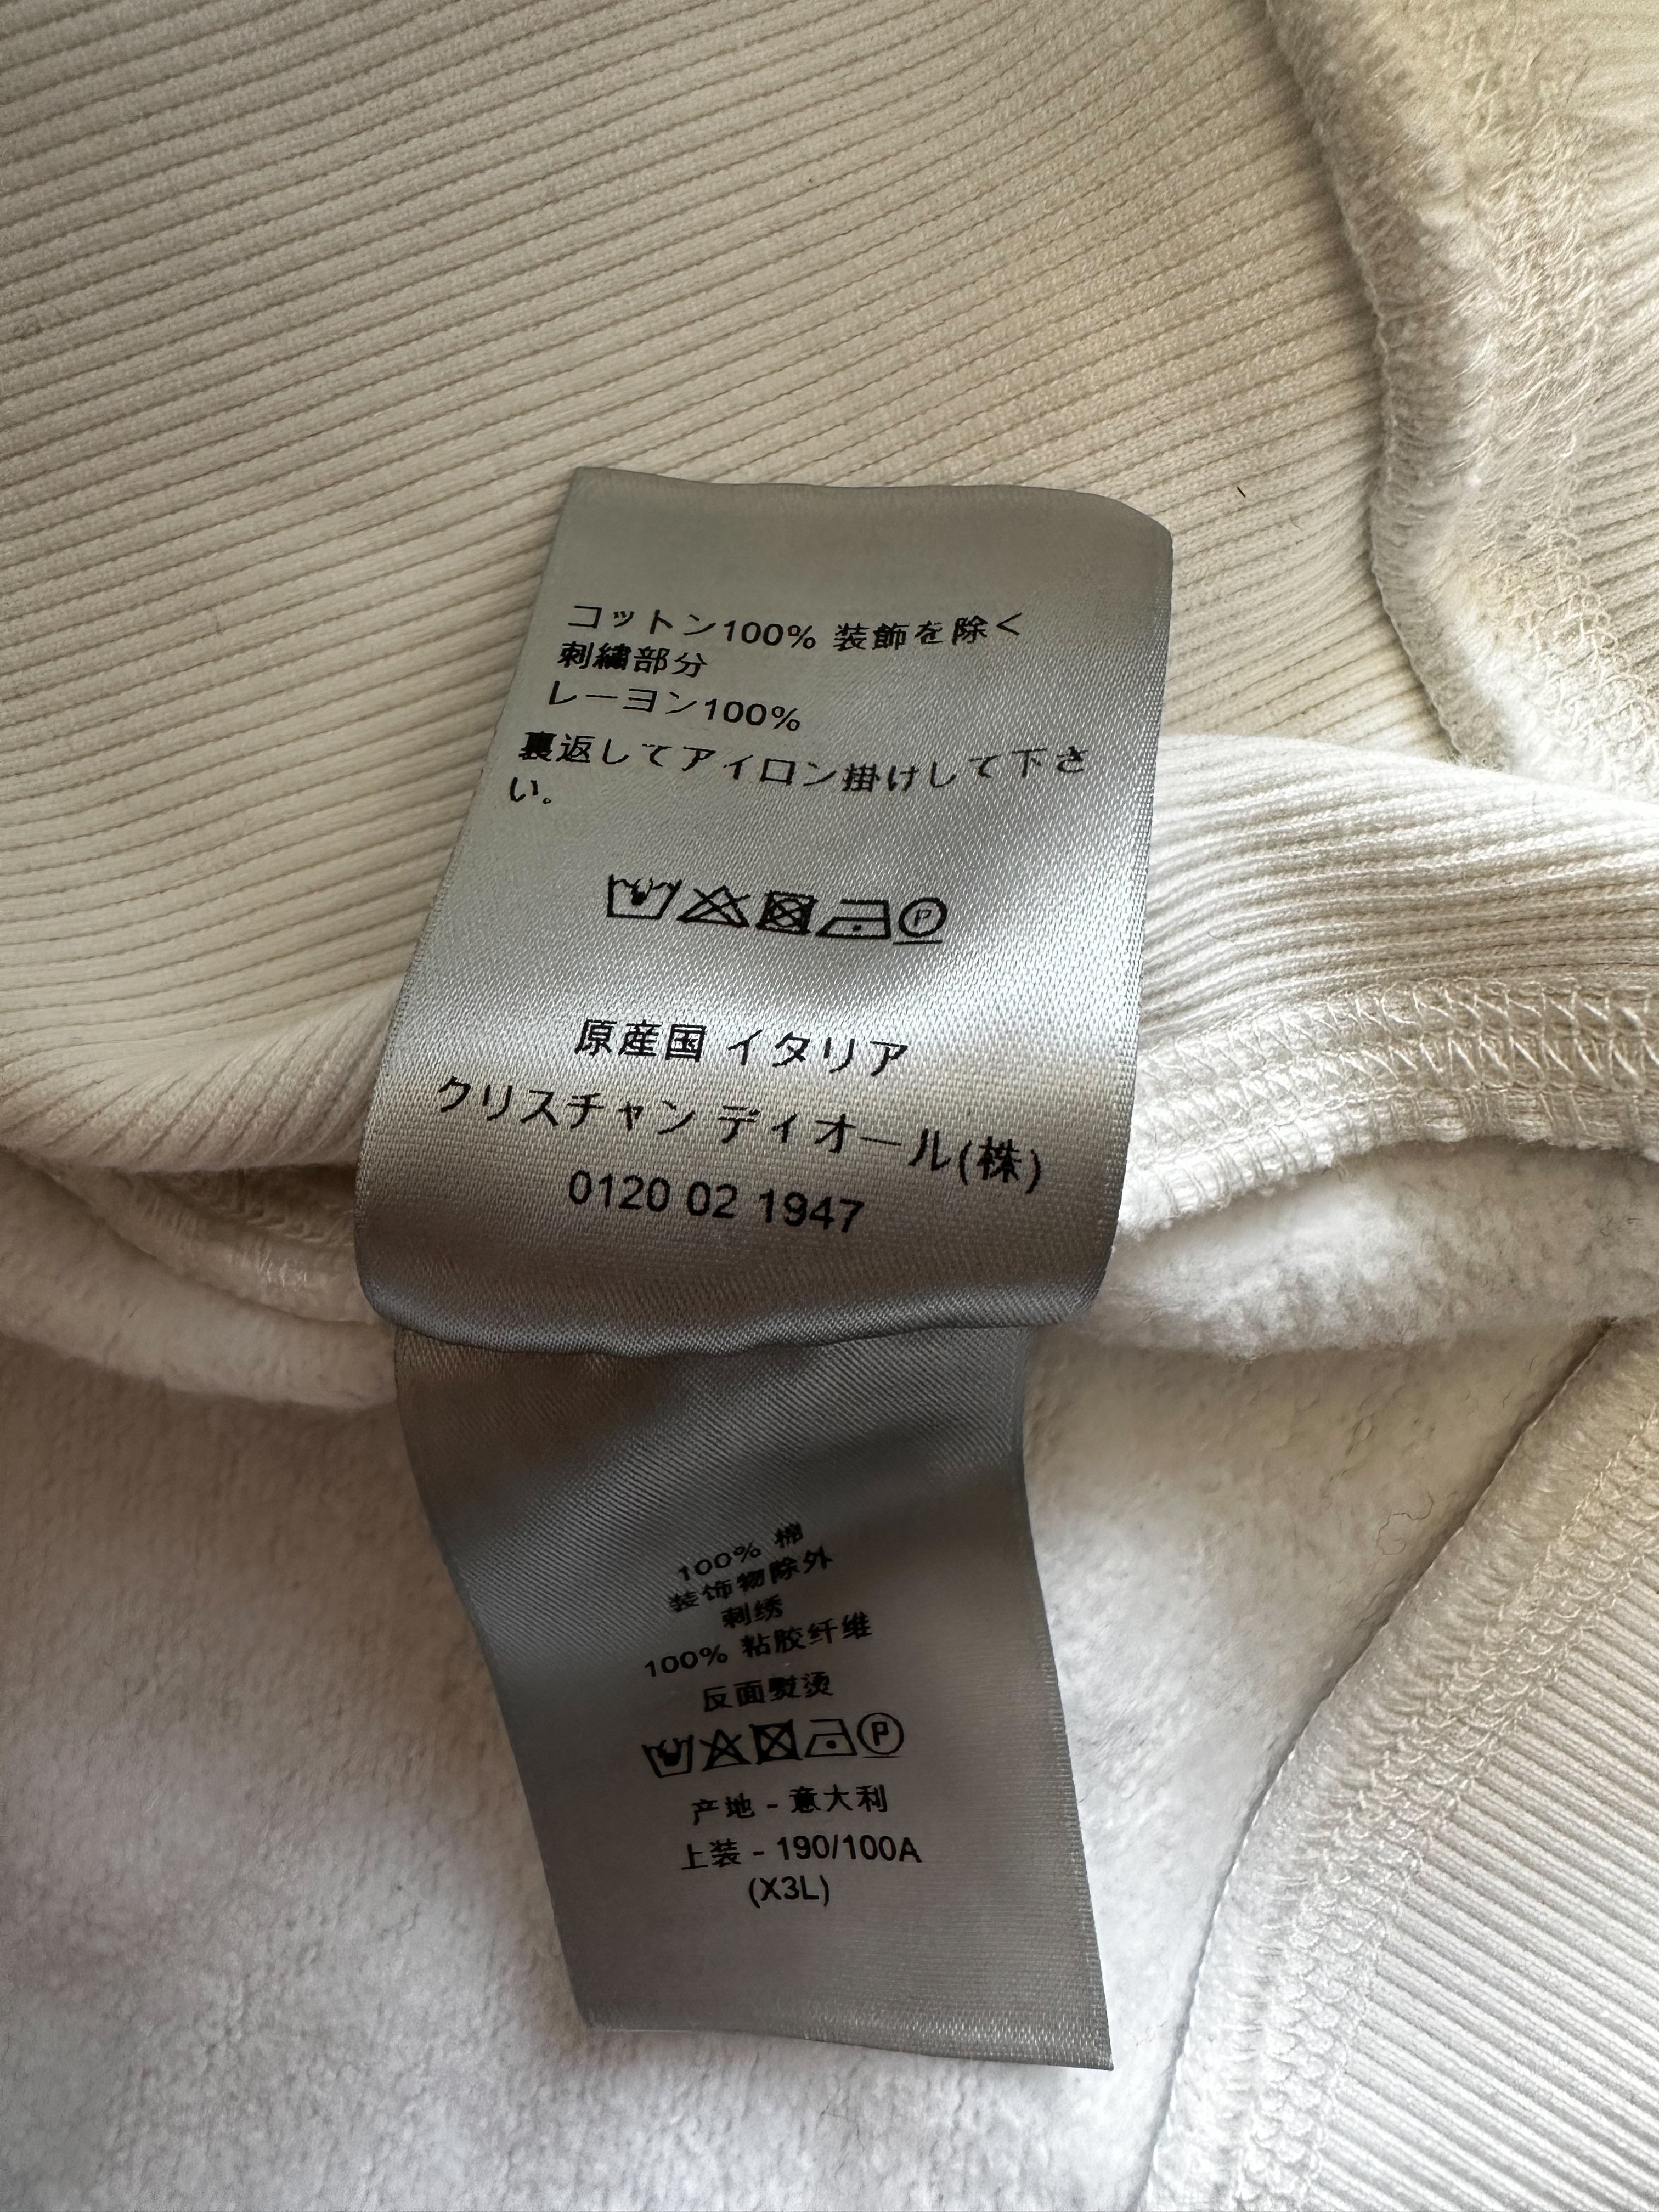 コットン100% 装飾を除く
刺繍部分
レーヨン100%
裏返してアイロン掛けして下さ
い。
P
原産国 イタリア
クリスチャン ディオール(株)
0120 02 1947
100% 棉
装饰物除外
刺绣
100% 粘胶纤维
反面熨烫
P
产地 - 意大利
上装 - 190/100A
(X3L)